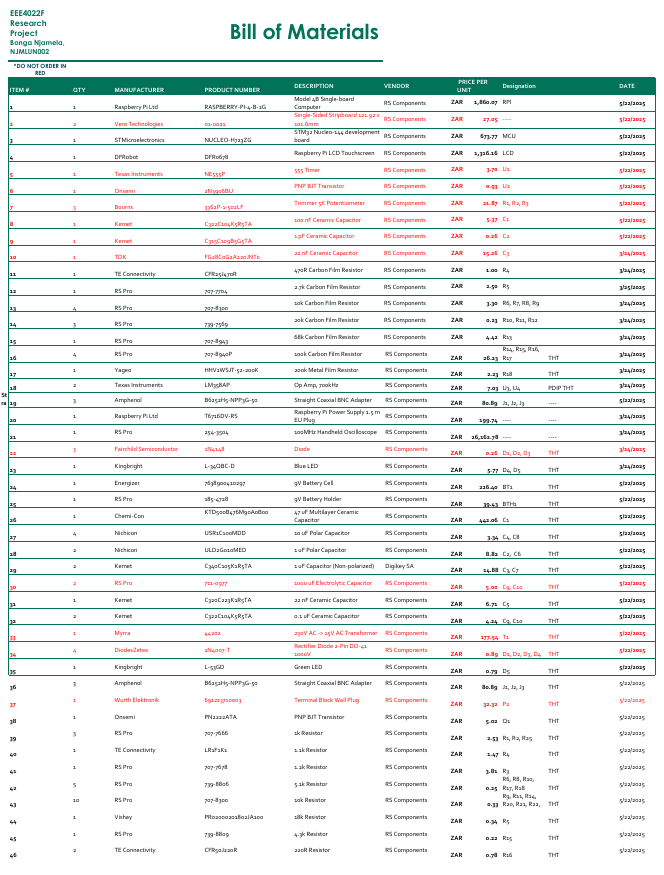 EEE4022F
Research
Project
Bonga Njamela,
NJMLUN002
Bill of Materials
*DO NOT ORDER IN
RED
ITEM # QTY MANUFACTURER PRODUCT NUMBER DESCRIPTION VENDOR PRICE PER UNIT Designation DATE
1 1 Raspberry Pi Ltd RASPBERRY-PI-4-B-2G Model 4B Single-board Computer RS Components ZAR 1,860.07 RPI 5/22/2025
2 2 Vero Technologies 01-0021 Single-Sided Stripboard 121.92 x 101.6mm RS Components ZAR 27.05 ---- 5/22/2025
3 1 STMicroelectronics NUCLEO-H723ZG STM32 Nucleo-144 development board RS Components ZAR 673.77 MCU 5/22/2025
4 1 DFRobot DFR0678 Raspberry Pi LCD Touchscreen RS Components ZAR 1,316.16 LCD 5/22/2025
5 1 Texas Instruments NE555P 555 Timer RS Components ZAR 3.70 U1 5/22/2025
6 1 Onsemi 2N3906BU PNP BJT Transistor RS Components ZAR 0.93 U2 5/22/2025
7 3 Bourns 3362P-1-502LF Trimmer 5K Potentiameter RS Components ZAR 21.87 R1, R2, R3 5/22/2025
8 1 Kemet C322C104K5R5TA 100 nF Ceramic Capacitor RS Components ZAR 5.37 C1 5/22/2025
9 1 Kemet C315C109B5G5TA 1 pF Ceramic Capacitor RS Components ZAR 0.26 C2 5/22/2025
10 1 TDK 22 nF Ceramic Capacitor RS Components ZAR 25.26 C3 3/24/2025
11 1 TE Connectivity CFR25J470R 470R Carbon Film Resistor RS Components ZAR 1.00 R4 3/24/2025
12 1 RS Pro 707-7704 2.7k Carbon Film Resistor RS Components ZAR 2.50 R5 3/25/2025
13 4 RS Pro 707-8300 10k Carbon Film Resistor RS Components ZAR 3.30 R6, R7, R8, R9 3/24/2025
14 3 RS Pro 739-7569 20k Carbon Film Resistor RS Components ZAR 0.23 R10, R11, R12 3/24/2025
15 1 RS Pro 707-8943 68k Carbon Film Resistor RS Components ZAR 4.42 R13 3/24/2025
16 4 RS Pro 707-8940P 100k Carbon Film Resistor RS Components ZAR 26.23 R14, R15, R16, R17 THT 3/24/2025
17 1 Yageo HHV1WSJT-52-200K 200k Metal Film Resistor RS Components ZAR 2.23 R18 THT 3/24/2025
18 2 Texas Instruments LM358AP Op Amp, 700kHz RS Components ZAR 7.03 U3, U4 PDIP THT 5/22/2025
St
ra
19 3 Amphenol B6252H5-NPP3G-50 Straight Coaxial BNC Adapter RS Components ZAR 80.89 J1, J2, J3 ---- 5/22/2025
20 1 Raspberry Pi Ltd T6716DV-RS Raspberry Pi Power Supply 1.5 m EU Plug RS Components ZAR 199.74 ---- ---- 3/24/2025
21 1 RS Pro 254-3504 100MHz Handheld Oscilloscope RS Components ZAR 26,162.78 ---- ---- 3/24/2025
22 3 Fairchild Semiconductor 1N4148 Diode RS Components ZAR 0.26 D1, D2, D3 THT 3/24/2025
23 1 Kingbright L-34QBC-D Blue LED RS Components ZAR 5.77 D4, D5 THT 3/24/2025
24 1 Energizer 7638900410297 9V Battery Cell RS Components ZAR 226.40 BT1 THT 5/22/2025
25 1 RS Pro 185-4728 9V Battery Holder RS Components ZAR 39.43 BTH1 THT 5/22/2025
26 1 Chemi-Con KTD500B476M90A0B00 47 uF Multilayer Ceramic Capacitor RS Components ZAR 442.06 C1 THT 5/22/2025
27 4 Nichicon USR1C100MDD 10 uF Polar Capacitor RS Components ZAR 3.34 C4, C8 THT 5/22/2025
28 2 Nichicon ULD2G010MED 1 uF Polar Capacitor RS Components ZAR 8.82 C2, C6 THT 5/22/2025
29 2 Kemet C340C105K1R5TA 1 uF Capacitor (Non-polarized) Digikey SA ZAR 14.88 C3, C7 THT 5/22/2025
30 2 RS Pro 711-0977 1000 uF Electrolytic Capacitor RS Components ZAR 5.00 C9, C10 THT 5/22/2025
31 1 Kemet C320C223K1R5TA 22 nF Ceramic Capacitor RS Components ZAR 6.71 C5 THT 5/22/2025
32 2 Kemet C322C104K5R5TA 0.1 uF Ceramic Capacitor RS Components ZAR 4.24 C9, C10 THT 5/22/2025
33 1 Myrra 44202 230V AC -> 15V AC Transformer RS Components ZAR 177.54 T1 THT 5/22/2025
34 4 DiodesZetex 1N4007-T Rectifier Diode 2-Pin DO-41 1000V RS Components ZAR 0.89 D1, D2, D3, D4 THT 5/22/2025
35 1 Kingbright L-53GD Green LED RS Components ZAR 0.79 D5 THT 5/22/2025
36 3 Amphenol B6252H5-NPP3G-50 Straight Coaxial BNC Adapter RS Components ZAR 80.89 J1, J2, J3 THT 5/22/2025
37 1 Wurth Elektronik 691213710003 Terminal Block Wall Plug RS Components ZAR 32.32 P2 THT 5/22/2025
38 1 Onsemi PN2222ATA PNP BJT Transistor RS Components ZAR 5.02 Q1 THT 5/22/2025
39 3 RS Pro 707-7666 1k Resistor RS Components ZAR 2.53 R1, R2, R25 THT 5/22/2025
40 1 TE Connectivity LR1F1K1 1.1k Resistor RS Components ZAR 1.47 R4 THT 5/22/2025
41 1 RS Pro 707-7678 1.2k Resistor RS Components ZAR 3.81 R3 THT 5/22/2025
42 5 RS Pro 739-8806 5.1k Resistor RS Components ZAR 0.25 R6, R8, R10, R17, R18 THT 5/22/2025
43 10 RS Pro 707-8300 10k Resistor RS Components ZAR 0.33 R9, R11, R14, R20, R21, R22, THT 5/22/2025
44 1 Vishay PR02000201802JA100 18k Resistor RS Components ZAR 0.34 R5 THT 5/22/2025
45 1 RS Pro 739-8809 4.3k Resistor RS Components ZAR 0.22 R15 THT 5/22/2025
46 2 TE Connectivity CFR50J220R 220R Resistor RS Components ZAR 0.78 R16 THT 5/22/2025